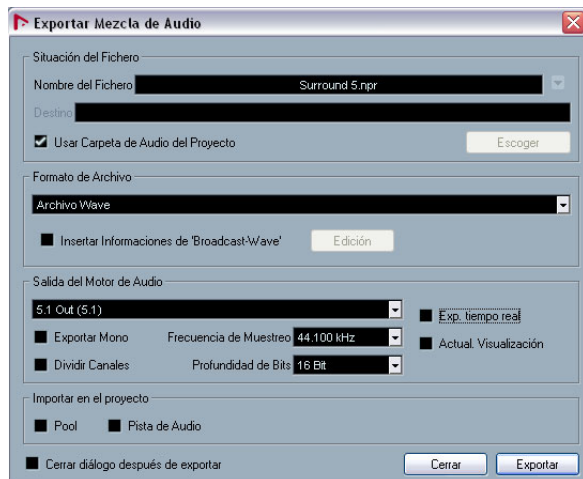 Exportar Mezcla de Audio
Situación del Fichero
Nombre del Fichero Surround 5.npr
Destino
Usar Carpeta de Audio del Proyecto Escoger
Formato de Archivo
Archivo Wave
Insertar Informaciones de 'Broadcast-Wave' Edición
Salida del Motor de Audio
5.1 Out (5.1) Exp. tiempo real
Exportar Mono Frecuencia de Muestreo 44.100 kHz Actual. Visualización
Dividir Canales Profundidad de Bits 16 Bit
Importar en el proyecto
Pool Pista de Audio
Cerrar diálogo después de exportar Cerrar Exportar